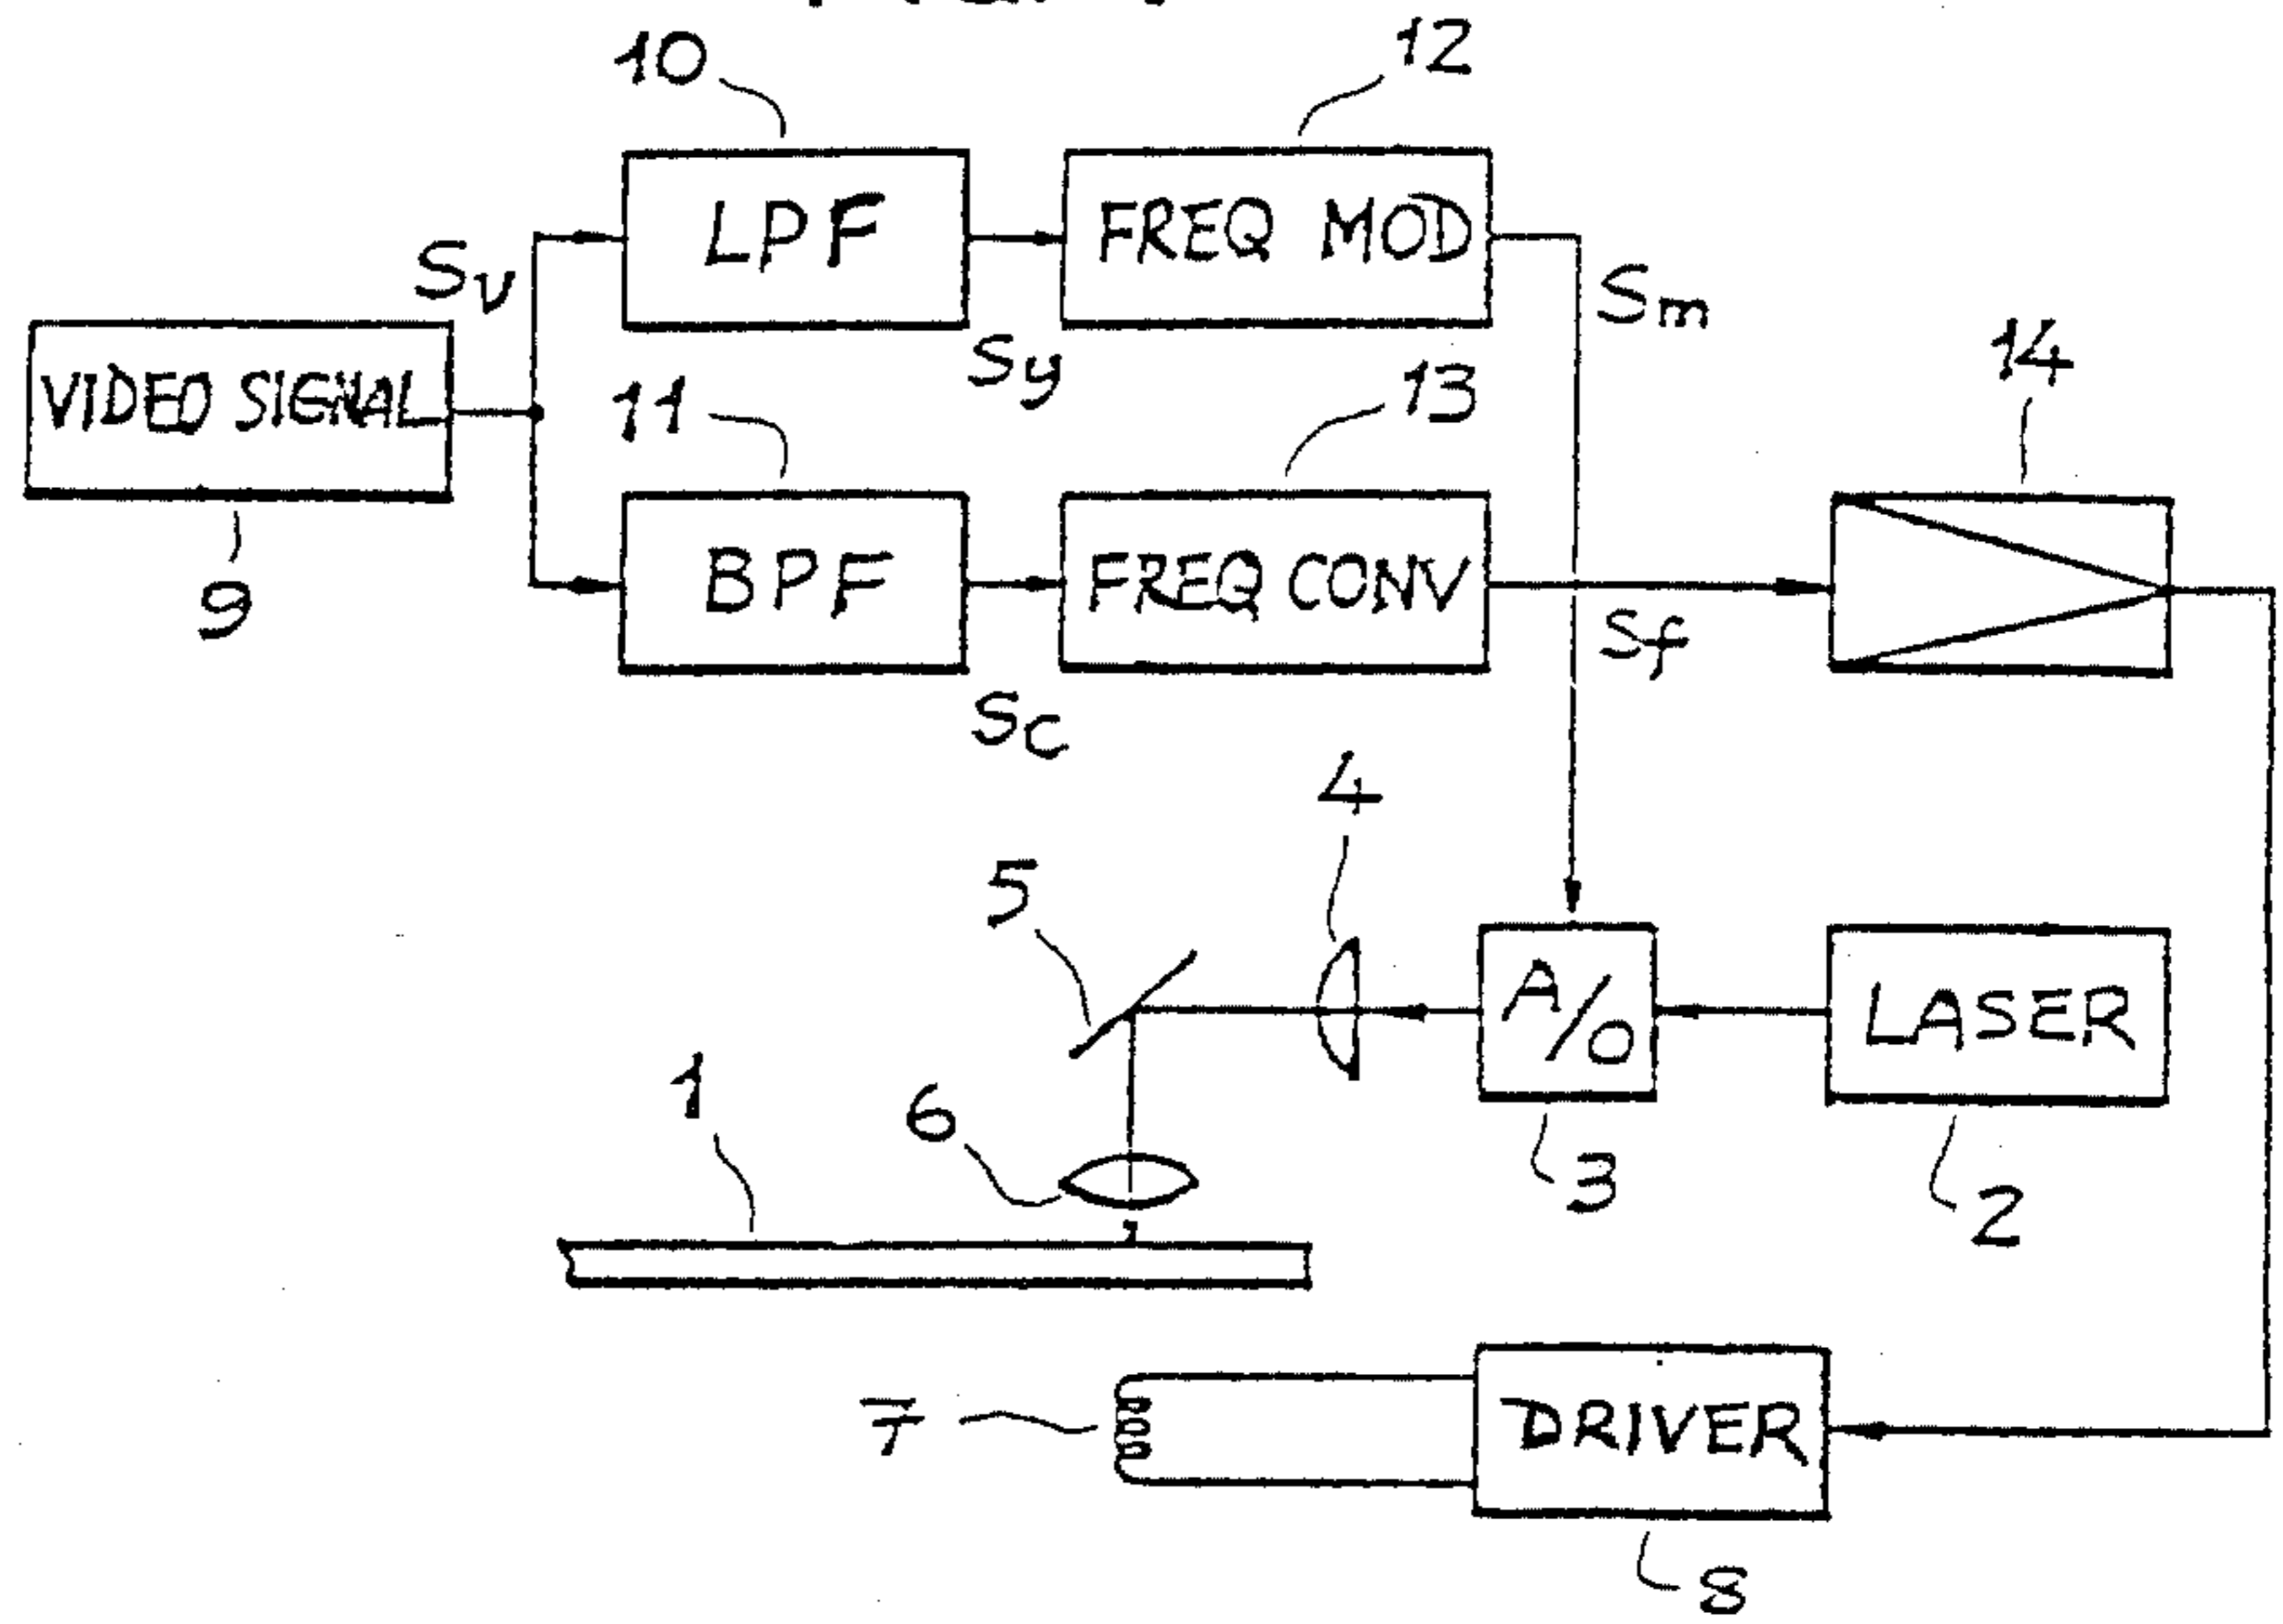 10
12
LPF
FREQ MOD
Sv
Sm
VIDEO SIGNAL
Sy
14
11
13
BPF
FREQ CONV
9
Sf
Sc
4
5
A/O
LASER
1
6
3
2
7
DRIVER
8